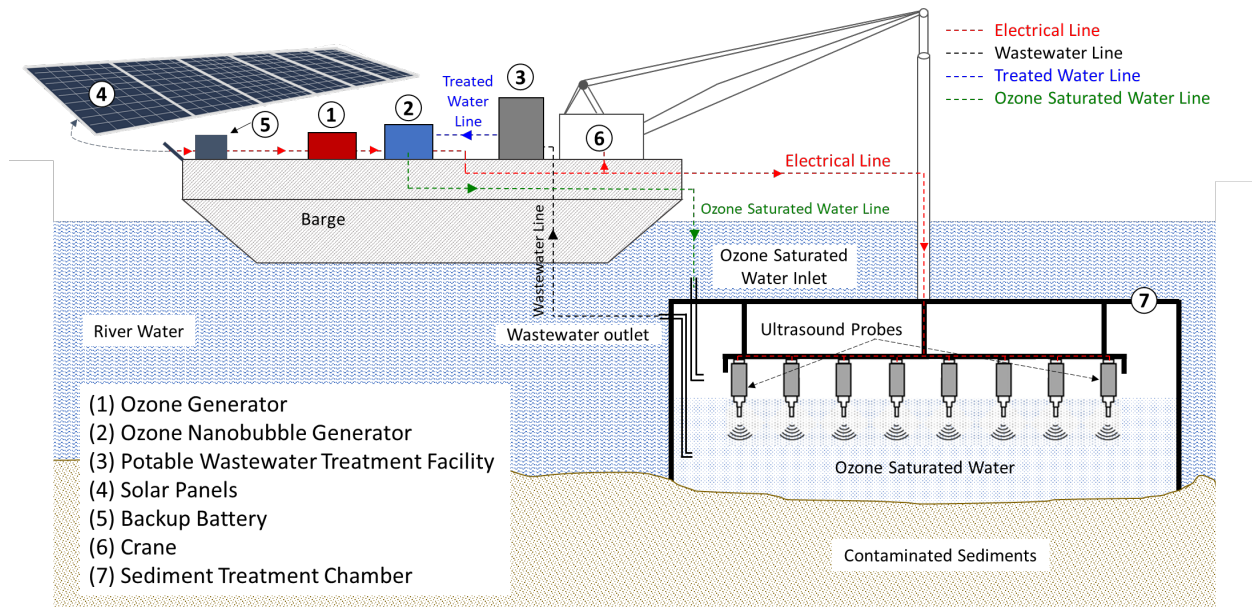 Electrical Line
Wastewater Line
Treated Water Line
Ozone Saturated Water Line
4
5
1
2
3
6
Treated
Water
Line
Electrical Line
Barge
Wastewater Line
Ozone Saturated Water Line
Ozone Saturated
Water Inlet
7
River Water
Wastewater outlet
Ultrasound Probes
Ozone Saturated Water
Contaminated Sediments
(1) Ozone Generator
(2) Ozone Nanobubble Generator
(3) Potable Wastewater Treatment Facility
(4) Solar Panels
(5) Backup Battery
(6) Crane
(7) Sediment Treatment Chamber